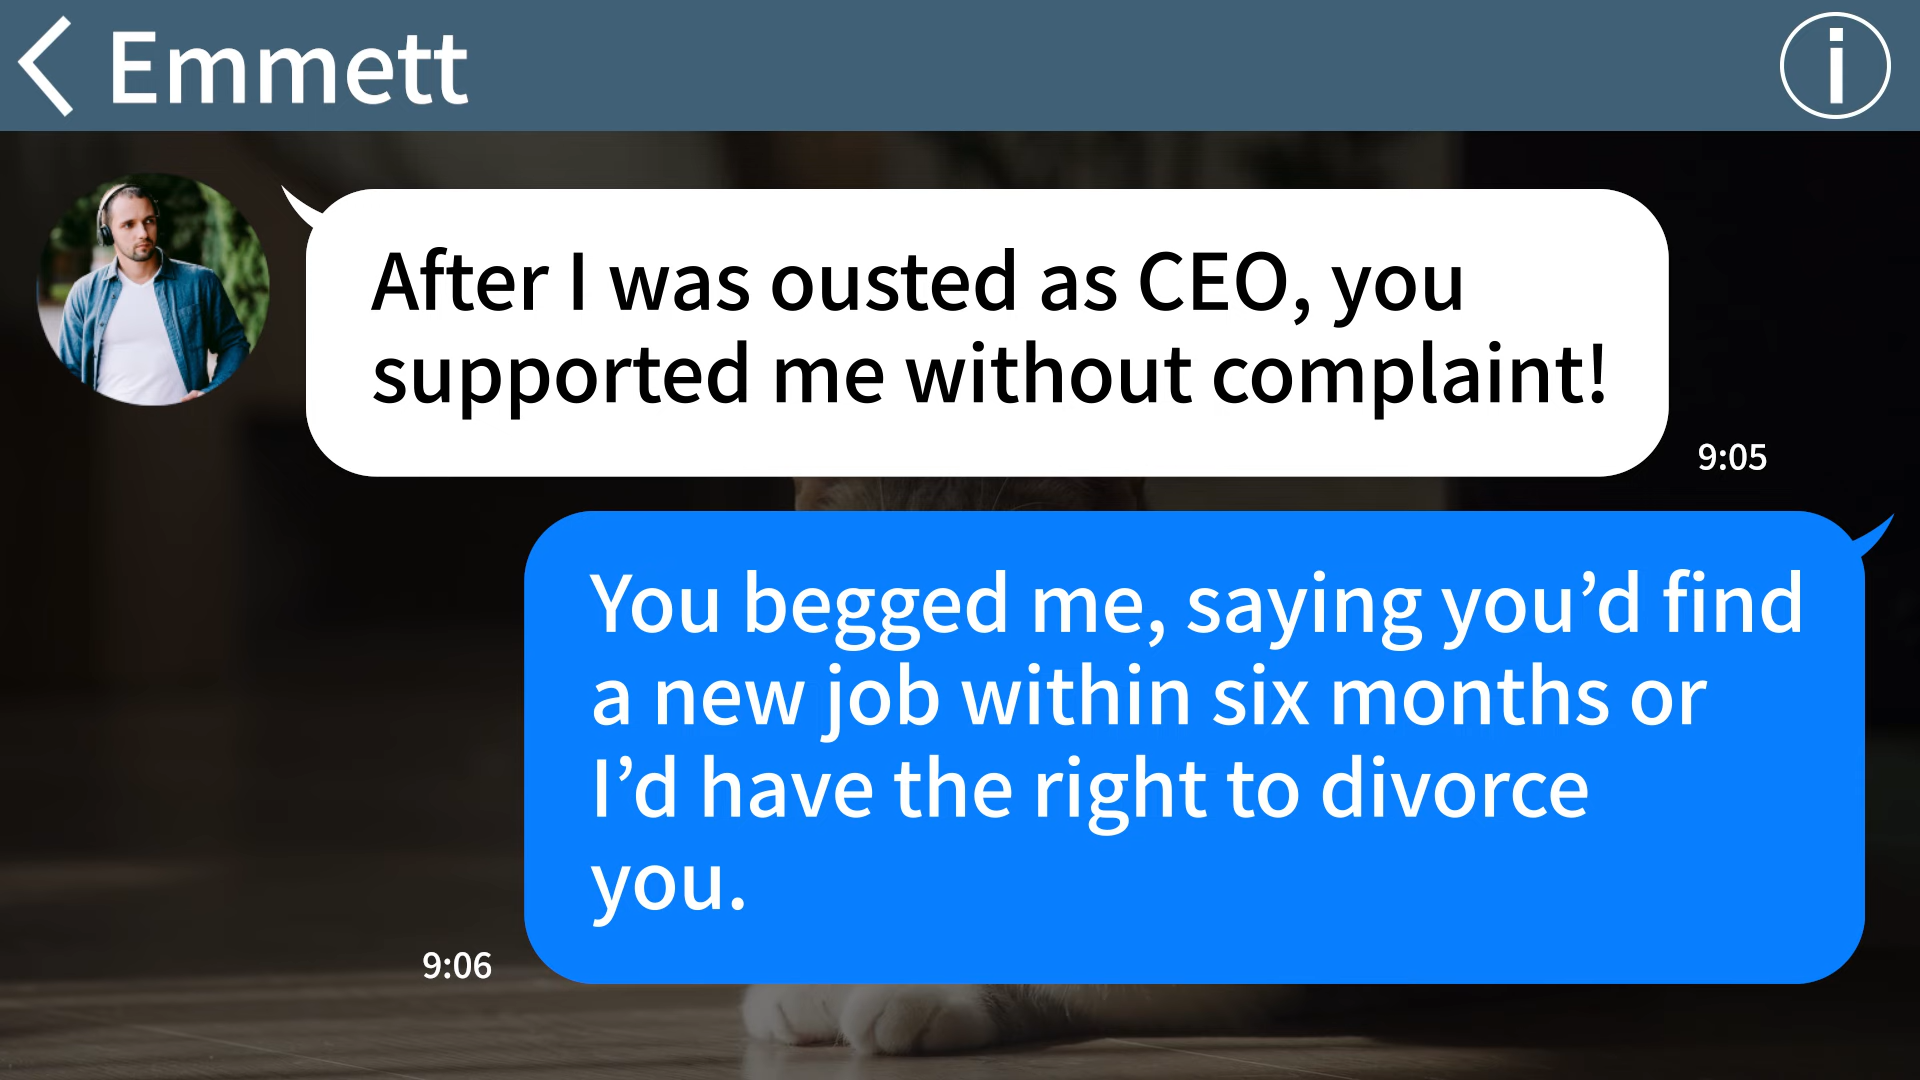 Emmett
After I was ousted as CEO, you
supported me without complaint!
9:05
You begged me, saying you’d find
a new job within six months or
I’d have the right to divorce
you.
9:06